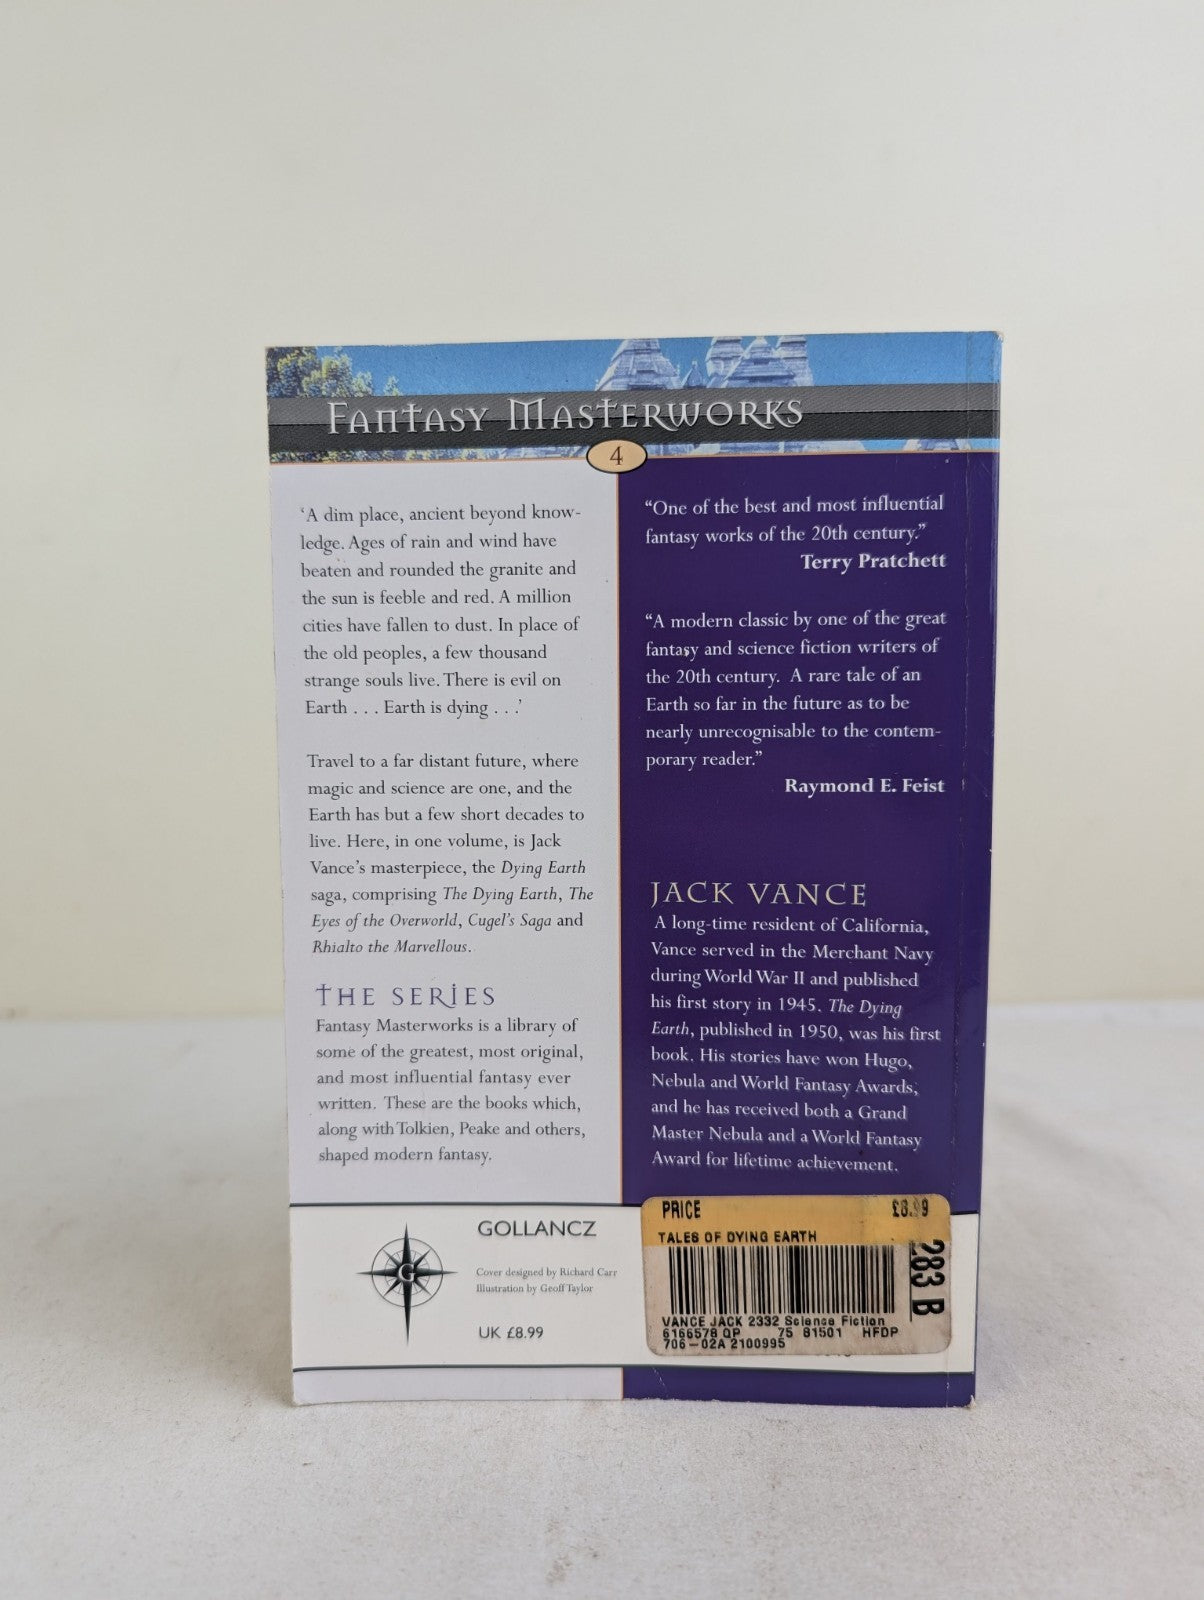 FANTASY MASTERWORKS
4
‘A dim place, ancient beyond know-
ledge. Ages of rain and wind have
beaten and rounded the granite and
the sun is feeble and red. A million
cities have fallen to dust. In place of
the old peoples, a few thousand
strange souls live. There is evil on
Earth . . . Earth is dying . . .’
Travel to a far distant future, where
magic and science are one, and the
Earth has but a few short decades to
live. Here, in one volume, is Jack
Vance’s masterpiece, the Dying Earth
saga, comprising The Dying Earth, The
Eyes of the Overworld, Cugel’s Saga and
Rhialto the Marvellous.
THE SERIES
Fantasy Masterworks is a library of
some of the greatest, most original,
and most influential fantasy ever
written. These are the books which,
along with Tolkien, Peake and others,
shaped modern fantasy.
“One of the best and most influential
fantasy works of the 20th century.”
Terry Pratchett
“A modern classic by one of the great
fantasy and science fiction writers of
the 20th century. A rare tale of an
Earth so far in the future as to be
nearly unrecognisable to the contem-
porary reader.”
Raymond E. Feist
JACK VANCE
A long-time resident of California,
Vance served in the Merchant Navy
during World War II and published
his first story in 1945. The Dying
Earth, published in 1950, was his first
book. His stories have won Hugo,
Nebula and World Fantasy Awards,
and he has received both a Grand
Master Nebula and a World Fantasy
Award for lifetime achievement.
G
GOLLANCZ
Cover designed by Richard Carr
Illustration by Geoff Taylor
UK £8.99
PRICE £8.99
TALES OF DYING EARTH
283 B
VANCE JACK 2332 Science Fiction
6166578 QP 75 81501 HFDP
706-02A 2100995